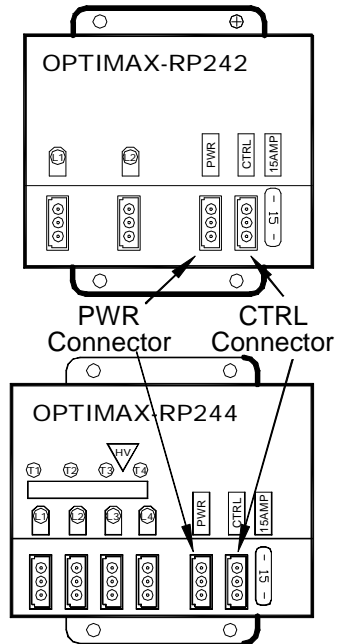 OPTIMAX-RP242
L1 L2 PWR CTRL 15AMP
- 15 -
PWR Connector
CTRL Connector
OPTIMAX-RP244
HV
T1 T2 T3 T4
L1 L2 L3 L4 PWR CTRL 15AMP
- 15 -